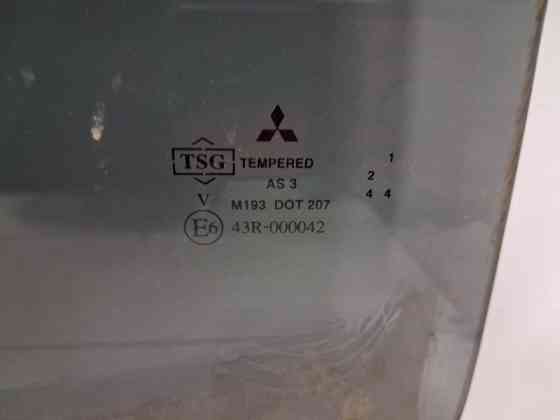 TSG TEMPERED
AS 3
V M193 DOT 207
E6 43R-000042
1
2
4 4